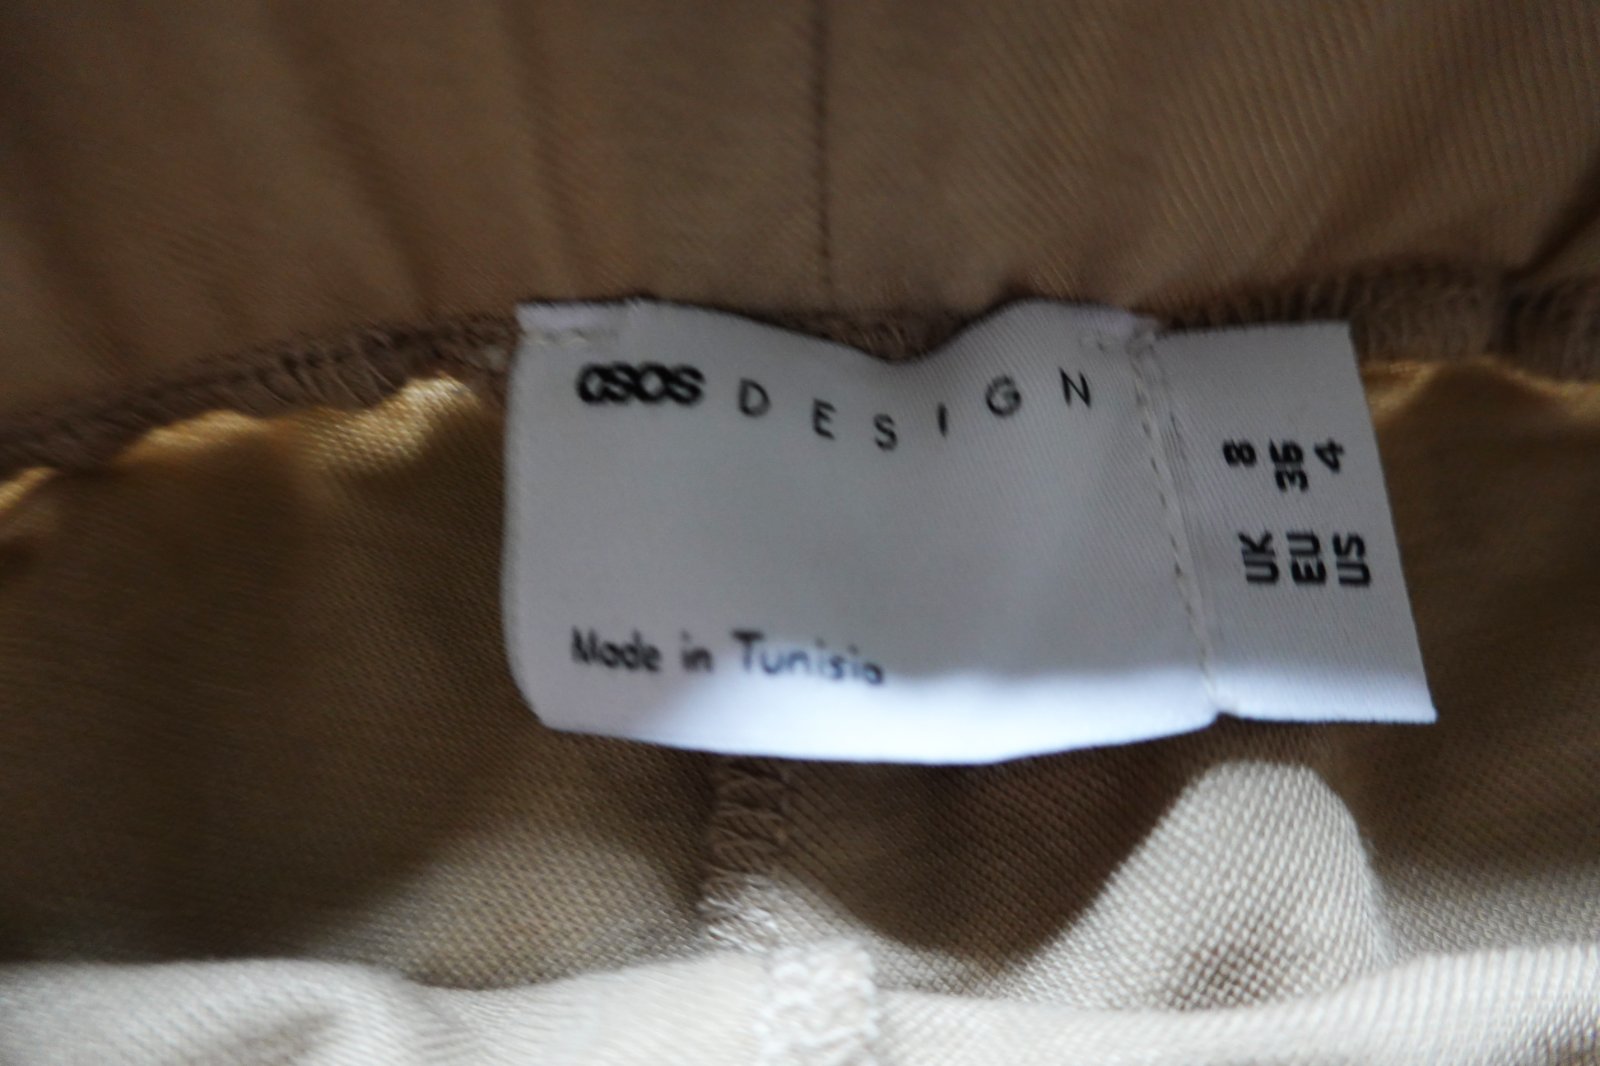 asos DESIGN
Made in Tunisia
UK 8
EU 36
US 4